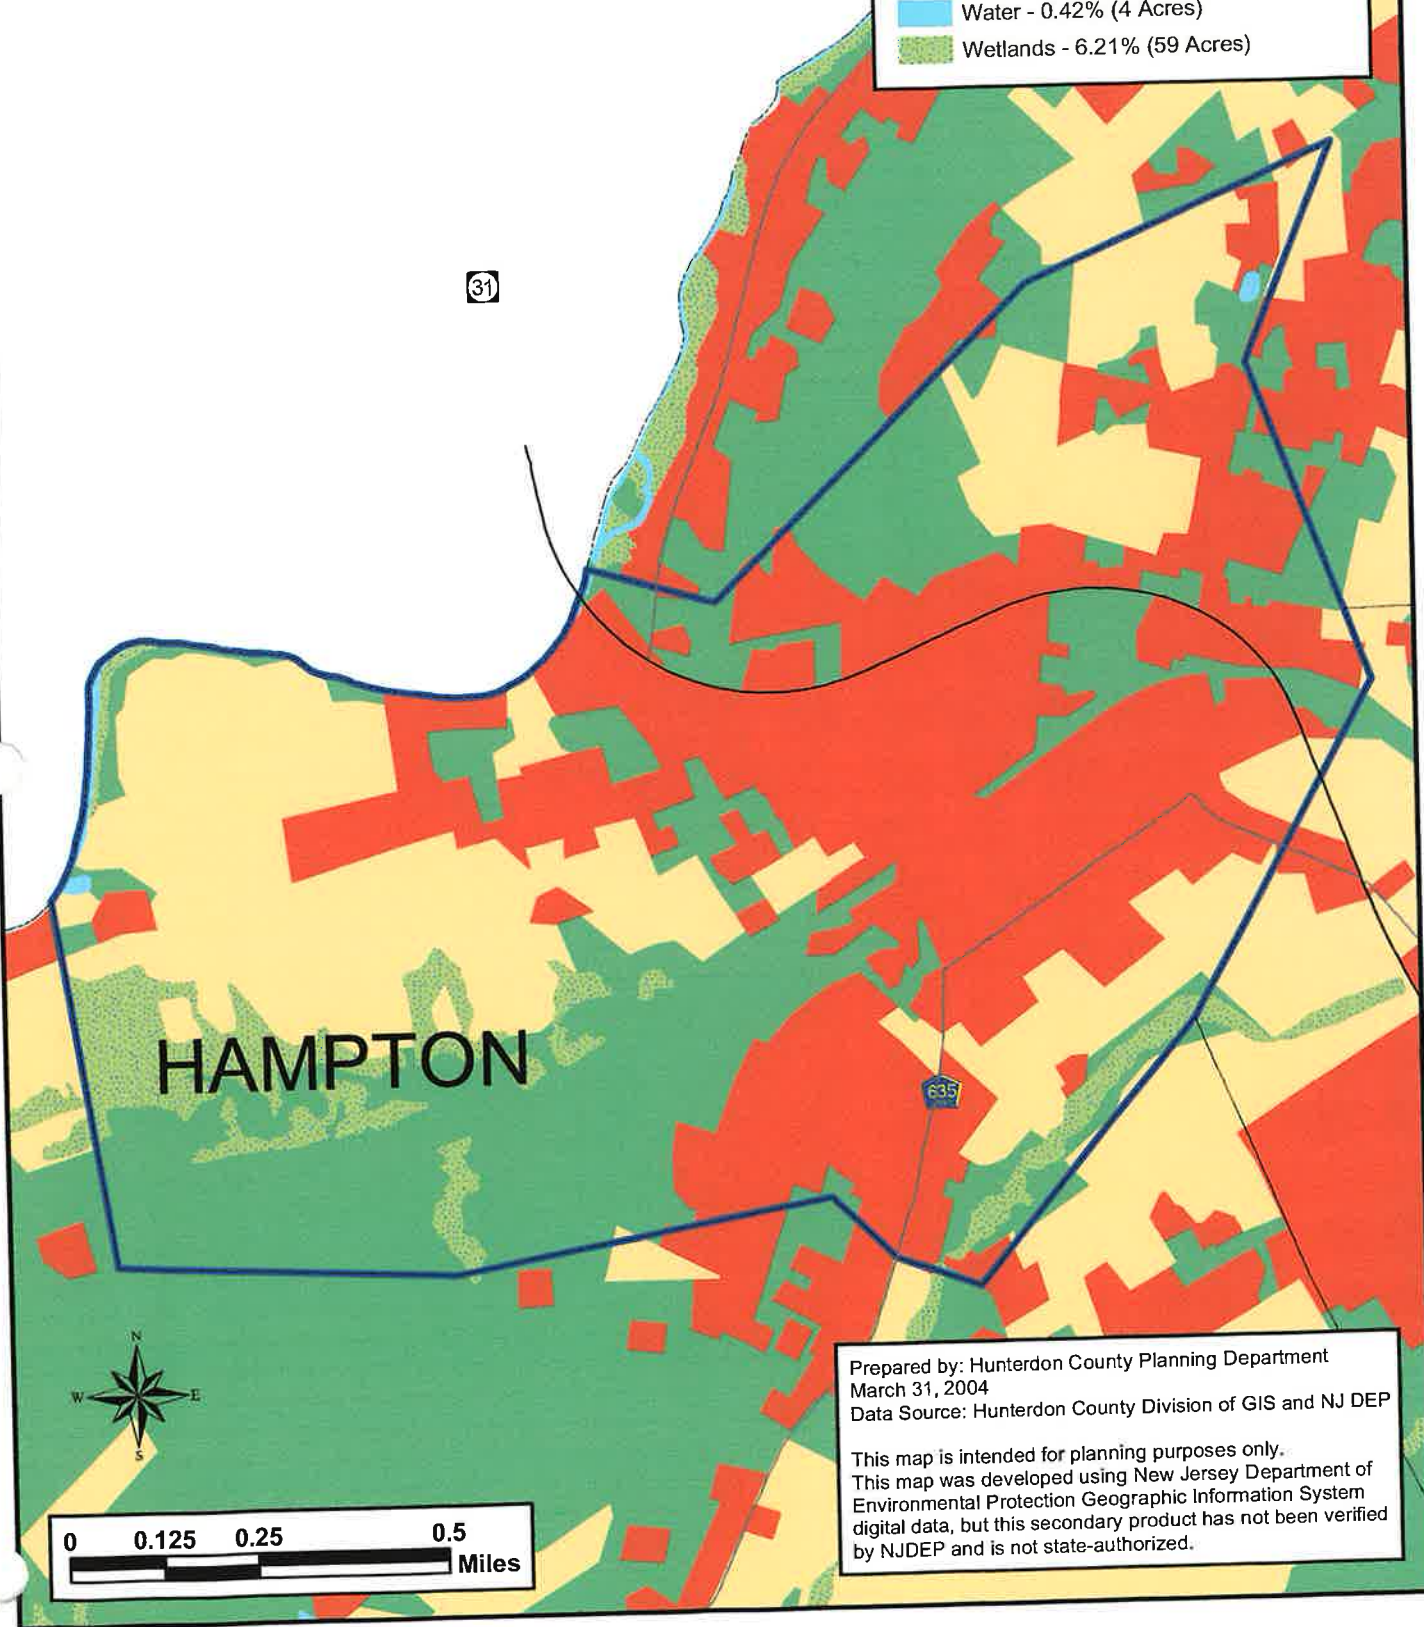 Water - 0.42% (4 Acres)
Wetlands - 6.21% (59 Acres)
31
HAMPTON
635
N
W E
S
Prepared by: Hunterdon County Planning Department
March 31, 2004
Data Source: Hunterdon County Division of GIS and NJ DEP
This map is intended for planning purposes only.
This map was developed using New Jersey Department of
Environmental Protection Geographic Information System
digital data, but this secondary product has not been verified
by NJDEP and is not state-authorized.
0 0.125 0.25 0.5
Miles